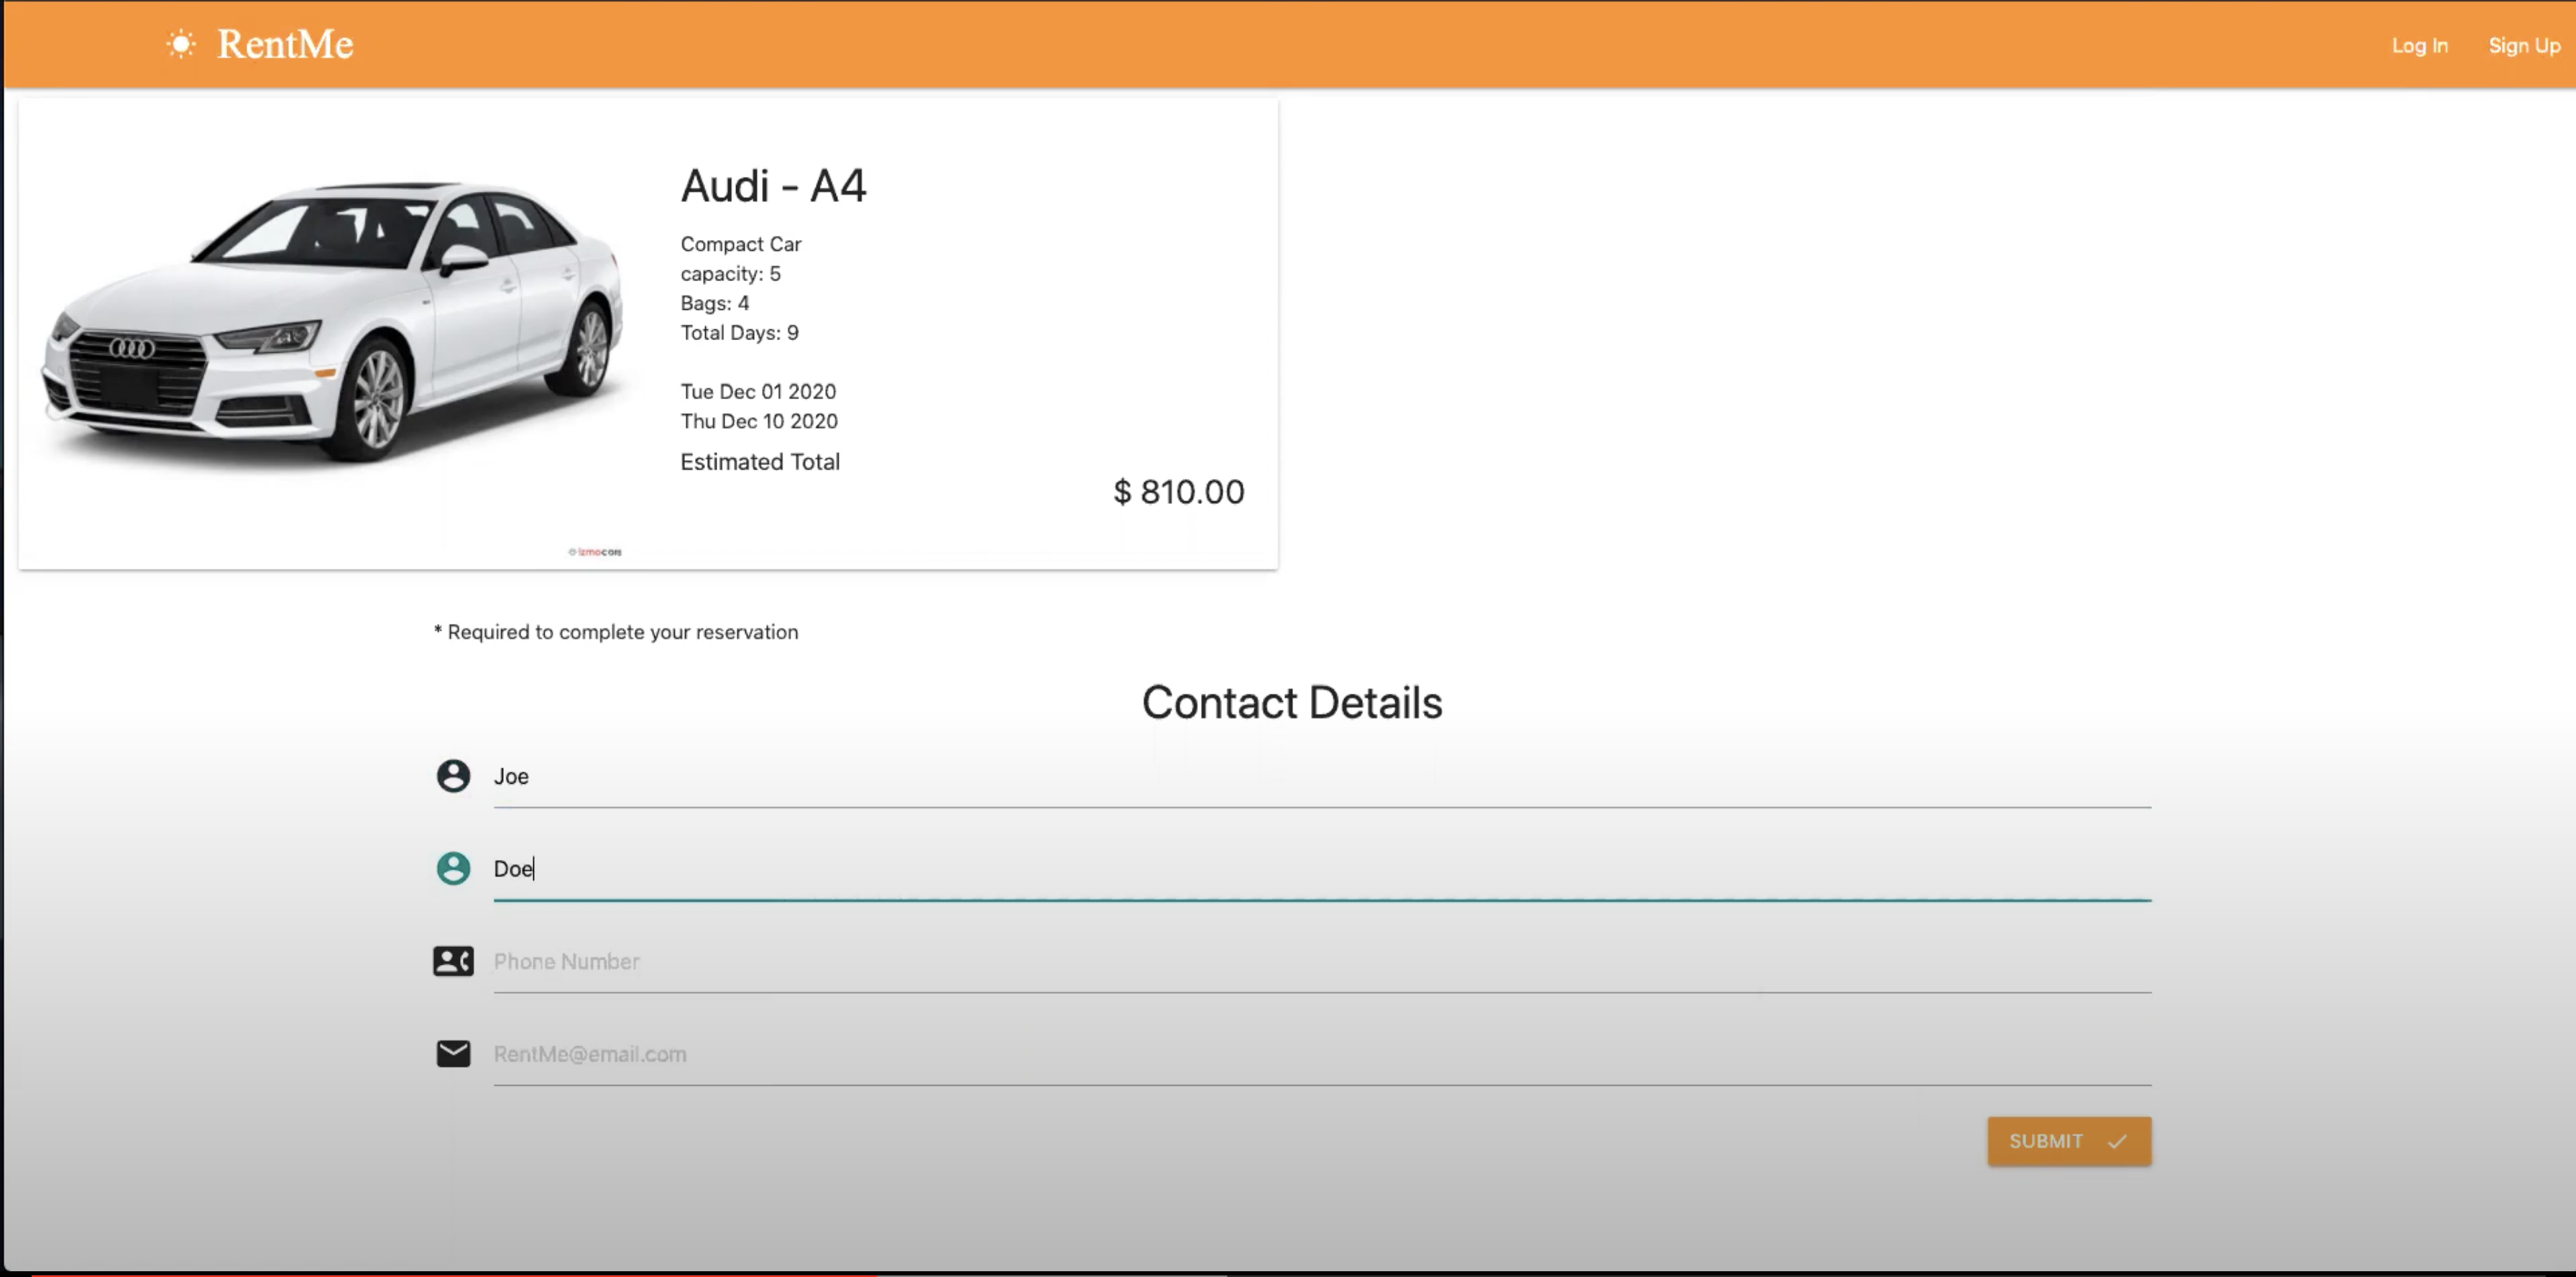 RentMe
Log In
Sign Up
Audi - A4
Compact Car
capacity: 5
Bags: 4
Total Days: 9
Tue Dec 01 2020
Thu Dec 10 2020
Estimated Total
$ 810.00
© izmocars
* Required to complete your reservation
Contact Details
Joe
Doe
Phone Number
RentMe@email.com
SUBMIT